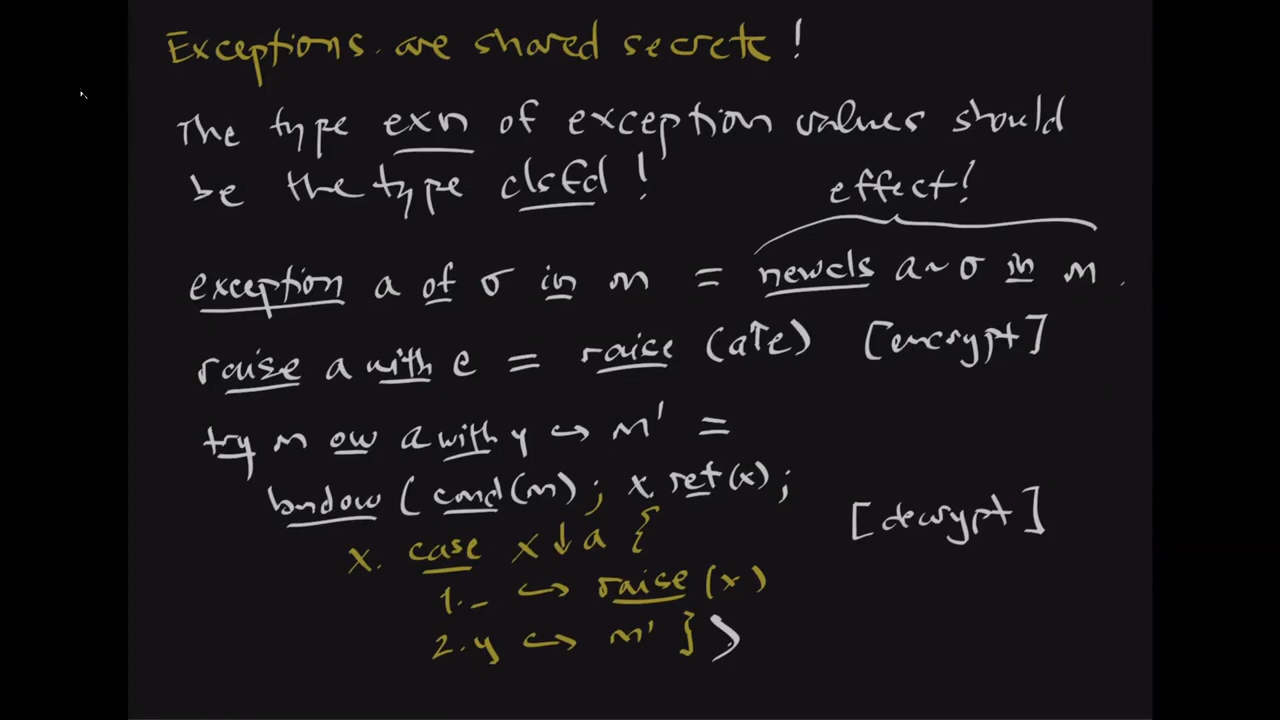 Exceptions are shared secrets!
The type exn of exception values should
be the type clsfd!
effect!
exception a of σ in m = newcls a ~ σ in m.
raise a with e = raise (a↑e) [encrypt]
try m ow a with y ↪ m' =
bndow (cmd(m); x. ret(x);
x. case x↓a { [decrypt]
1._ ↪ raise (x)
2.y ↪ m' } )